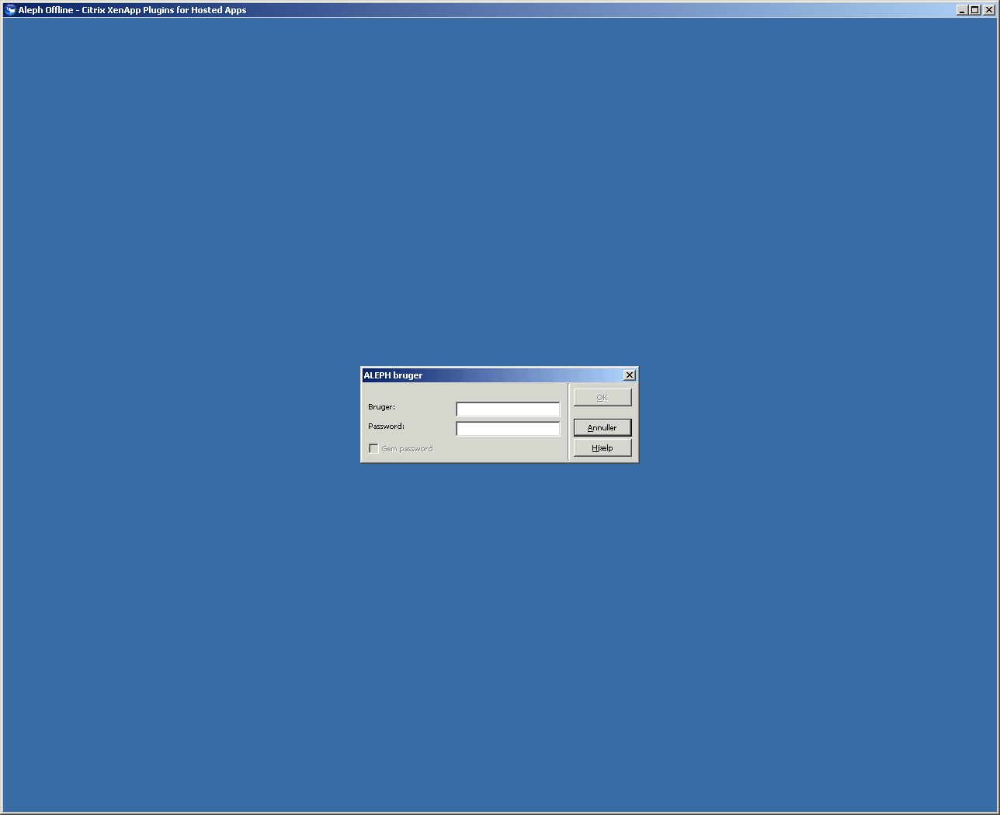 Aleph Offline - Citrix XenApp Plugins for Hosted Apps
ALEPH bruger
Bruger:
OK
Password:
Annuller
Gem password
Hjælp